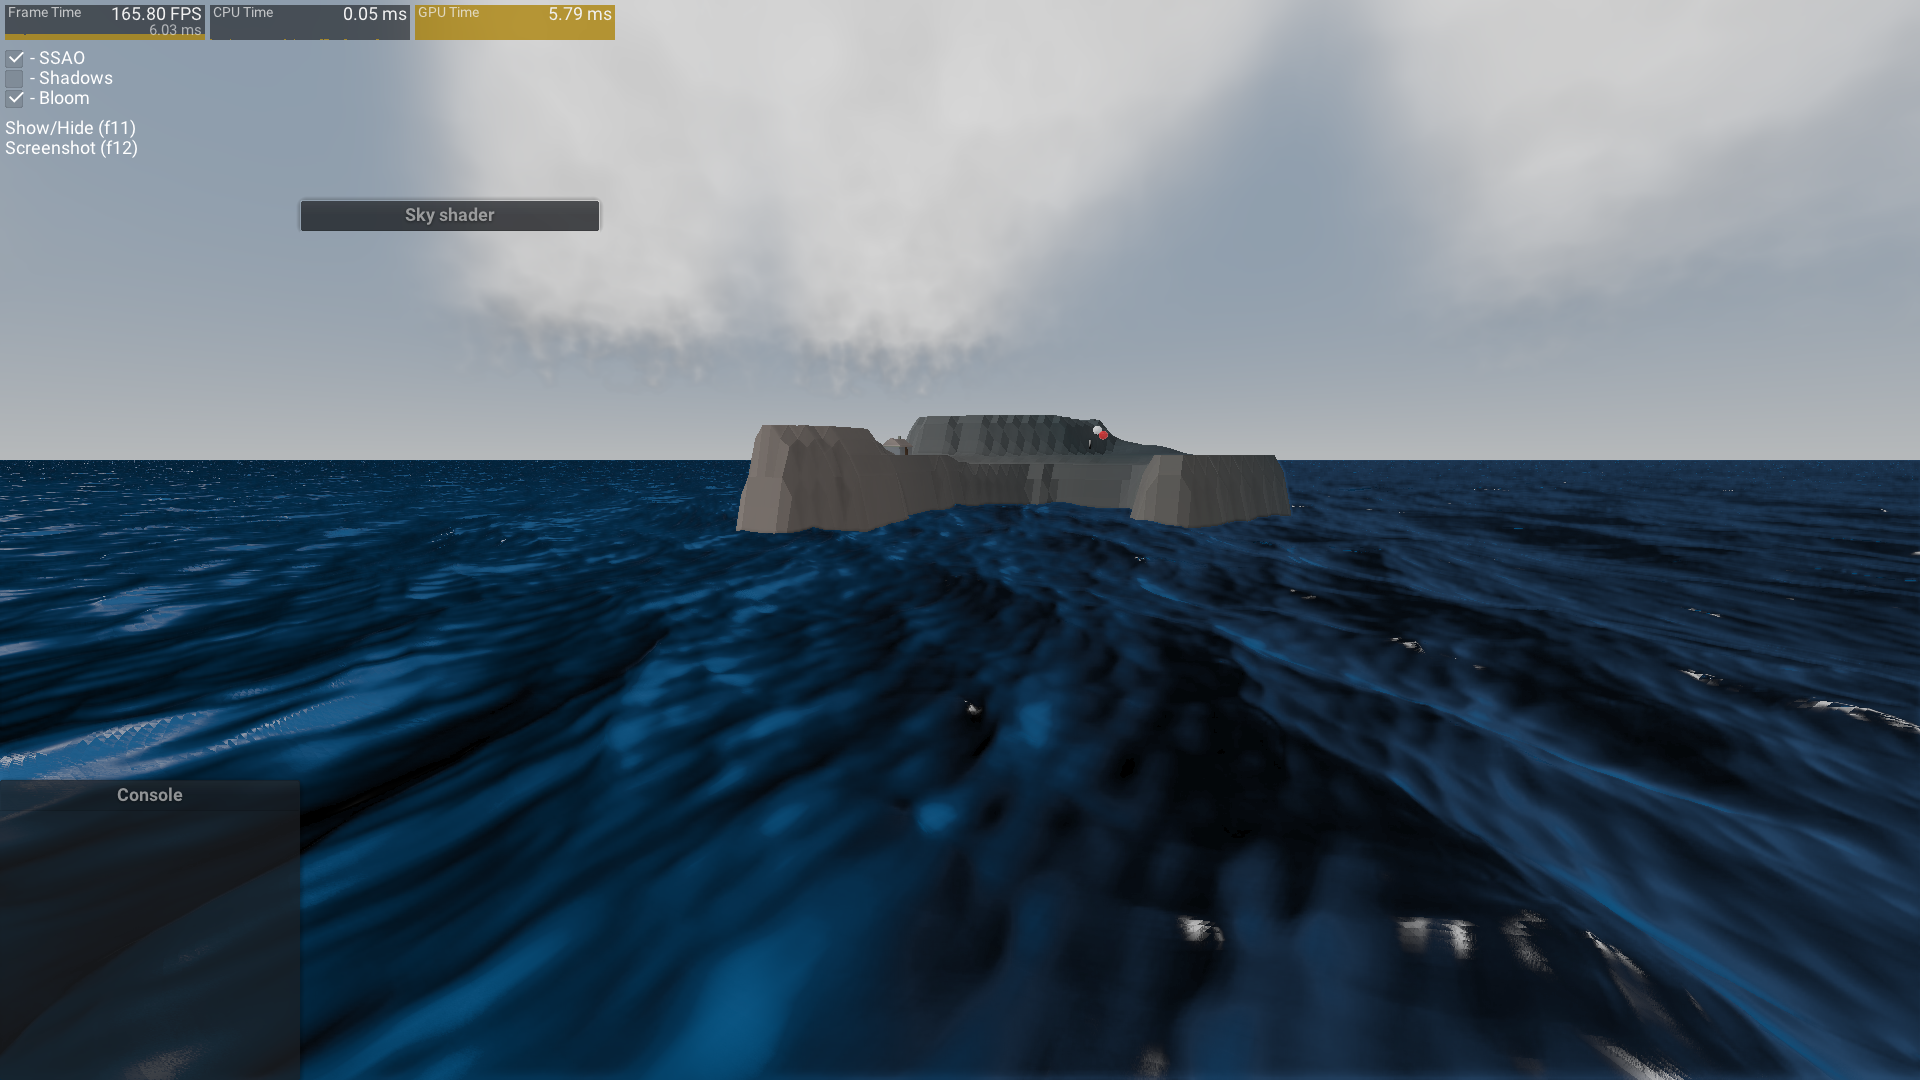 Frame Time 165.80 FPS CPU Time 0.05 ms GPU Time 5.79 ms
6.03 ms
- SSAO
- Shadows
- Bloom
Show/Hide (f11)
Screenshot (f12)
Sky shader
Console